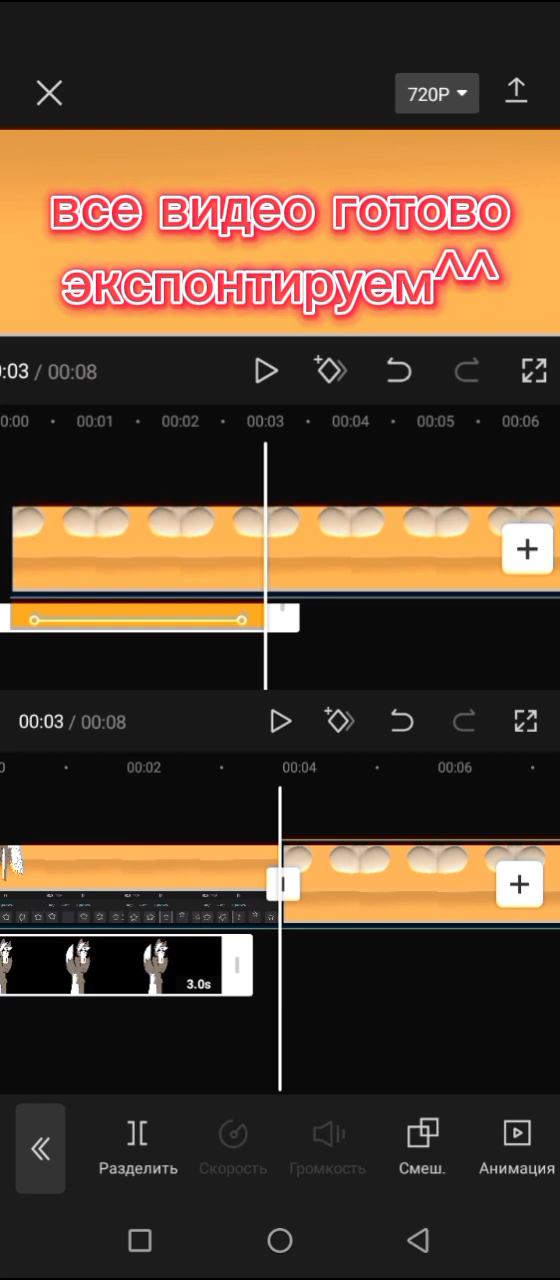 720P
все видео готово
экспонтируем^^
0:03 / 00:08
0:00 00:01 00:02 00:03 00:04 00:05 00:06
00:03 / 00:08
0 00:02 00:04 00:06
3.0s
Разделить Скорость Громкость Смеш. Анимация